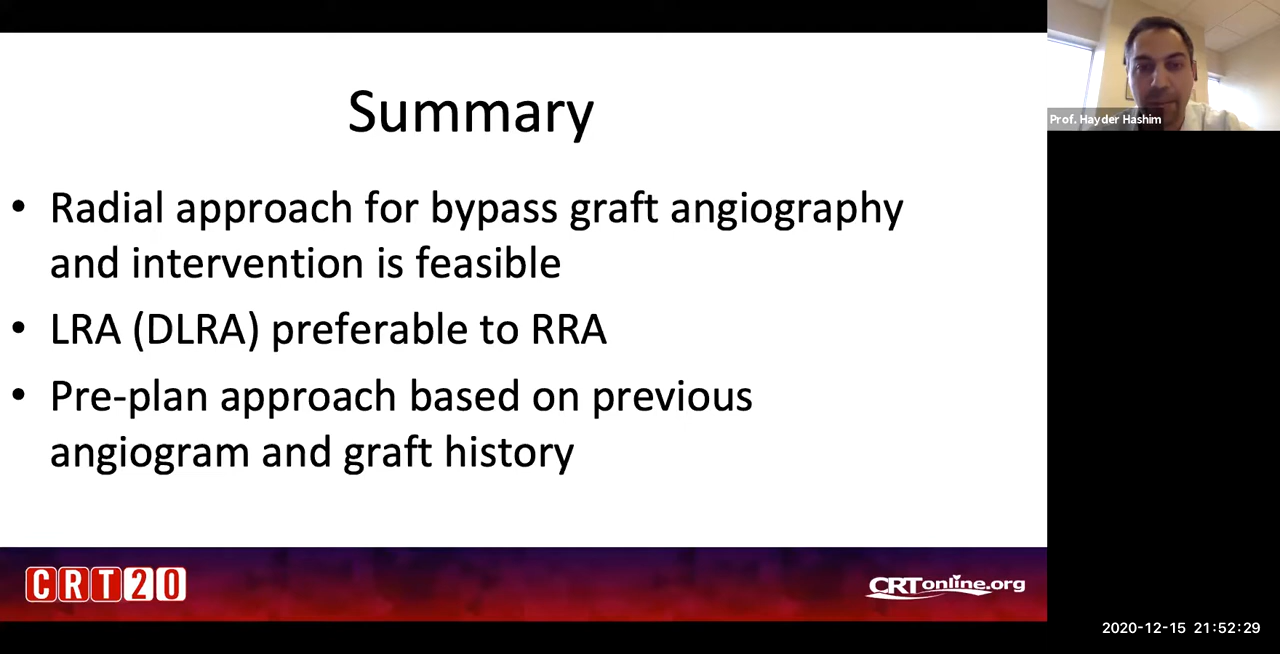 Summary
Prof. Hayder Hashim
• Radial approach for bypass graft angiography
and intervention is feasible
• LRA (DLRA) preferable to RRA
• Pre-plan approach based on previous
angiogram and graft history
CRT20
CRTonline.org
2020-12-15 21:52:29